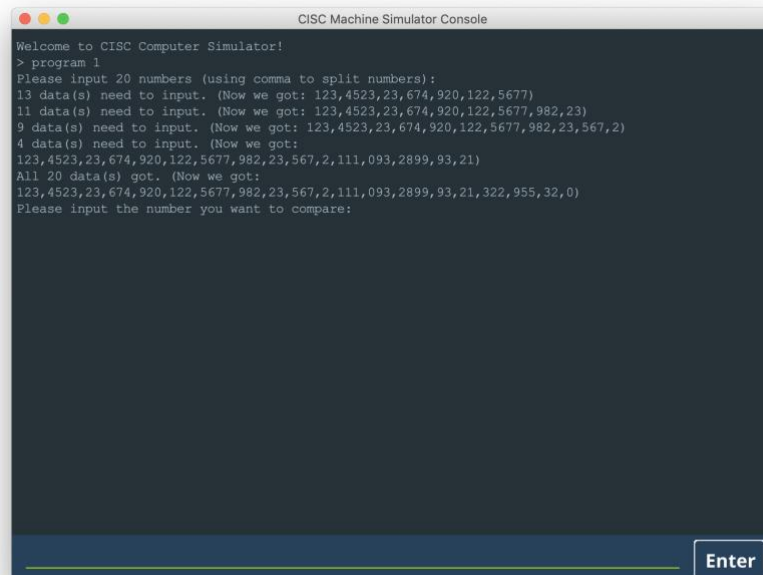 CISC Machine Simulator Console
Welcome to CISC Computer Simulator!
> program 1
Please input 20 numbers (using comma to split numbers):
13 data(s) need to input. (Now we got: 123,4523,23,674,920,122,5677)
11 data(s) need to input. (Now we got: 123,4523,23,674,920,122,5677,982,23)
9 data(s) need to input. (Now we got: 123,4523,23,674,920,122,5677,982,23,567,2)
4 data(s) need to input. (Now we got:
123,4523,23,674,920,122,5677,982,23,567,2,111,093,2899,93,21)
All 20 data(s) got. (Now we got:
123,4523,23,674,920,122,5677,982,23,567,2,111,093,2899,93,21,322,955,32,0)
Please input the number you want to compare:
Enter